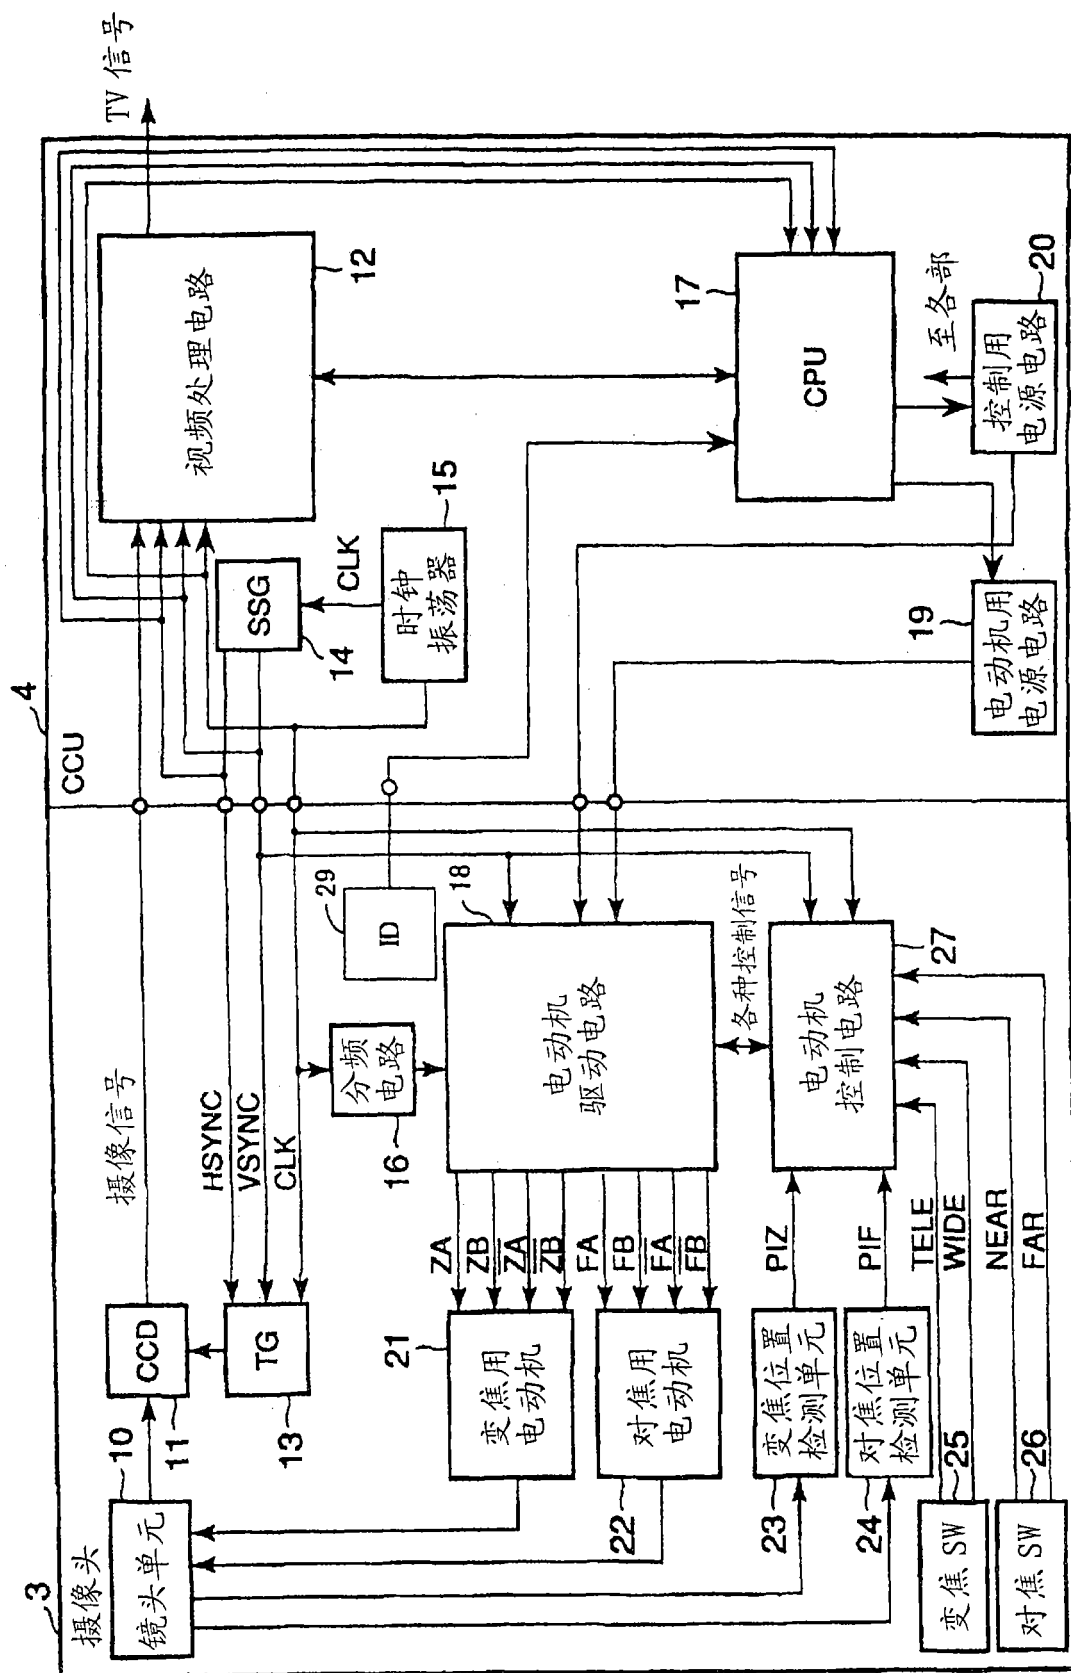 3
摄像头
4
CCU
TV 信号
镜头单元
10
CCD
11
摄像信号
视频处理电路
12
TG
13
HSYNC
VSYNC
CLK
SSG
14
CLK
时钟
振荡器
15
分频
电路
16
ID
29
CPU
17
变焦用
电动机
21
对焦用
电动机
22
ZA
ZB
Z̅A̅
Z̅B̅
FA
FB
F̅A̅
F̅B̅
电动机
驱动电路
18
各种控制信号
变焦位置
检测单元
23
对焦位置
检测单元
24
PIZ
PIF
电动机
控制电路
27
电动机用
电源电路
19
控制用
电源电路
20
至各部
变焦 SW
25
TELE
WIDE
对焦 SW
26
NEAR
FAR